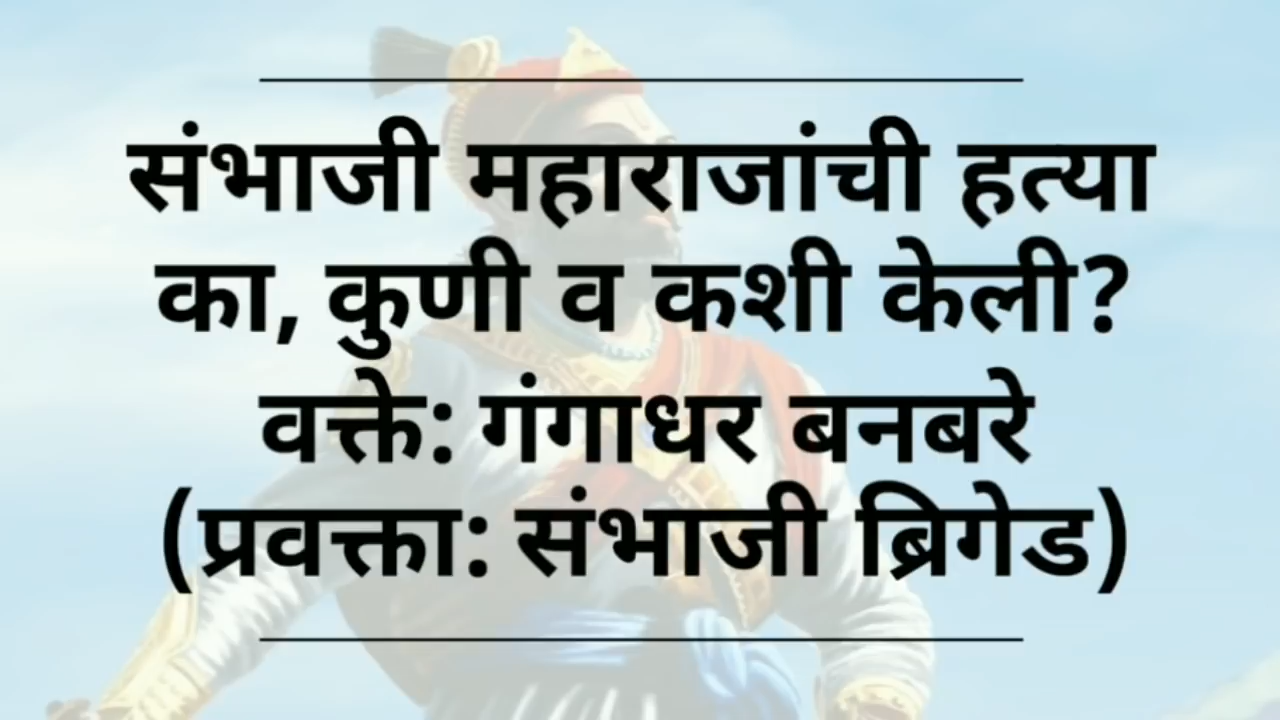 संभाजी महाराजांची हत्या
का, कुणी व कशी केली?
वक्ते: गंगाधर बनबरे
(प्रवक्ता: संभाजी ब्रिगेड)